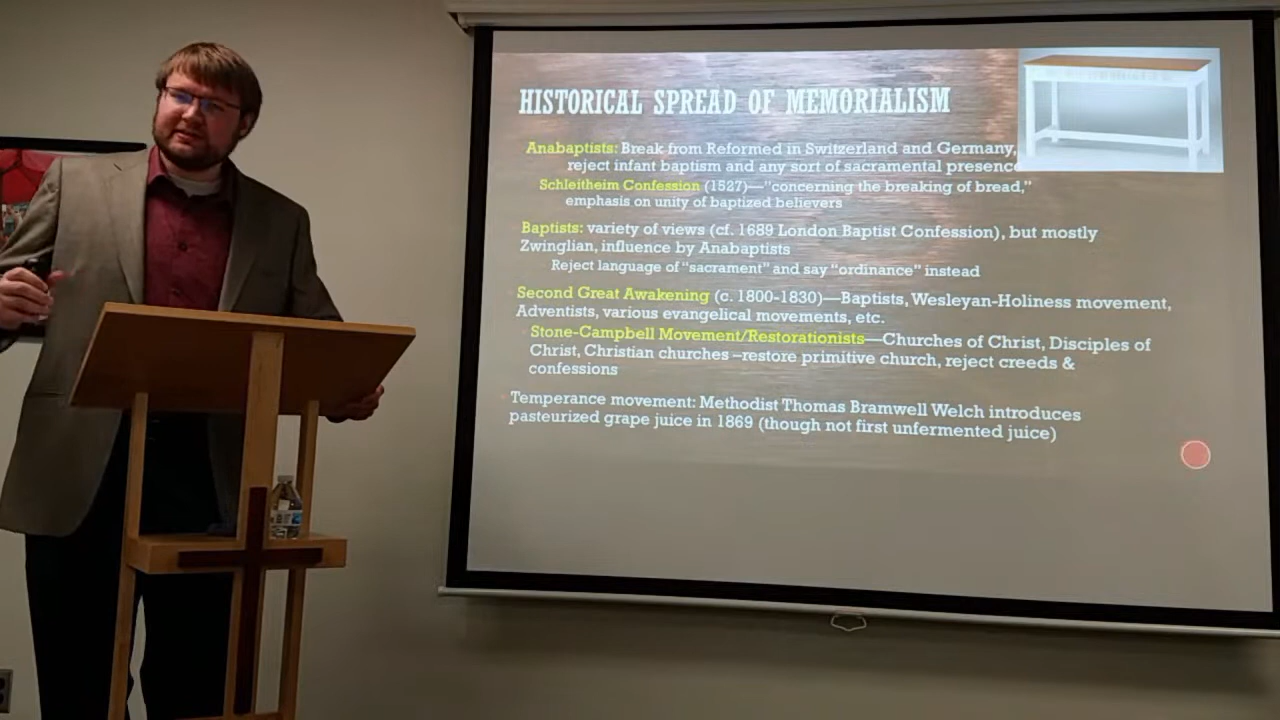 HISTORICAL SPREAD OF MEMORIALISM
Anabaptists: Break from Reformed in Switzerland and Germany,
reject infant baptism and any sort of sacramental presence
Schleitheim Confession (1527)—"concerning the breaking of bread,"
emphasis on unity of baptized believers
Baptists: variety of views (cf. 1689 London Baptist Confession), but mostly
Zwinglian, influence by Anabaptists
Reject language of "sacrament" and say "ordinance" instead
Second Great Awakening (c. 1800-1830)—Baptists, Wesleyan-Holiness movement,
Adventists, various evangelical movements, etc.
Stone-Campbell Movement/Restorationists—Churches of Christ, Disciples of
Christ, Christian churches –restore primitive church, reject creeds &
confessions
Temperance movement: Methodist Thomas Bramwell Welch introduces
pasteurized grape juice in 1869 (though not first unfermented juice)